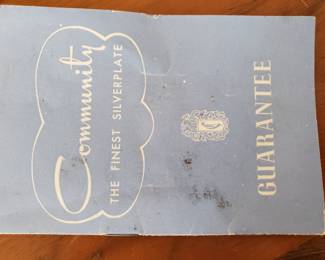 Community
THE FINEST SILVERPLATE
GUARANTEE